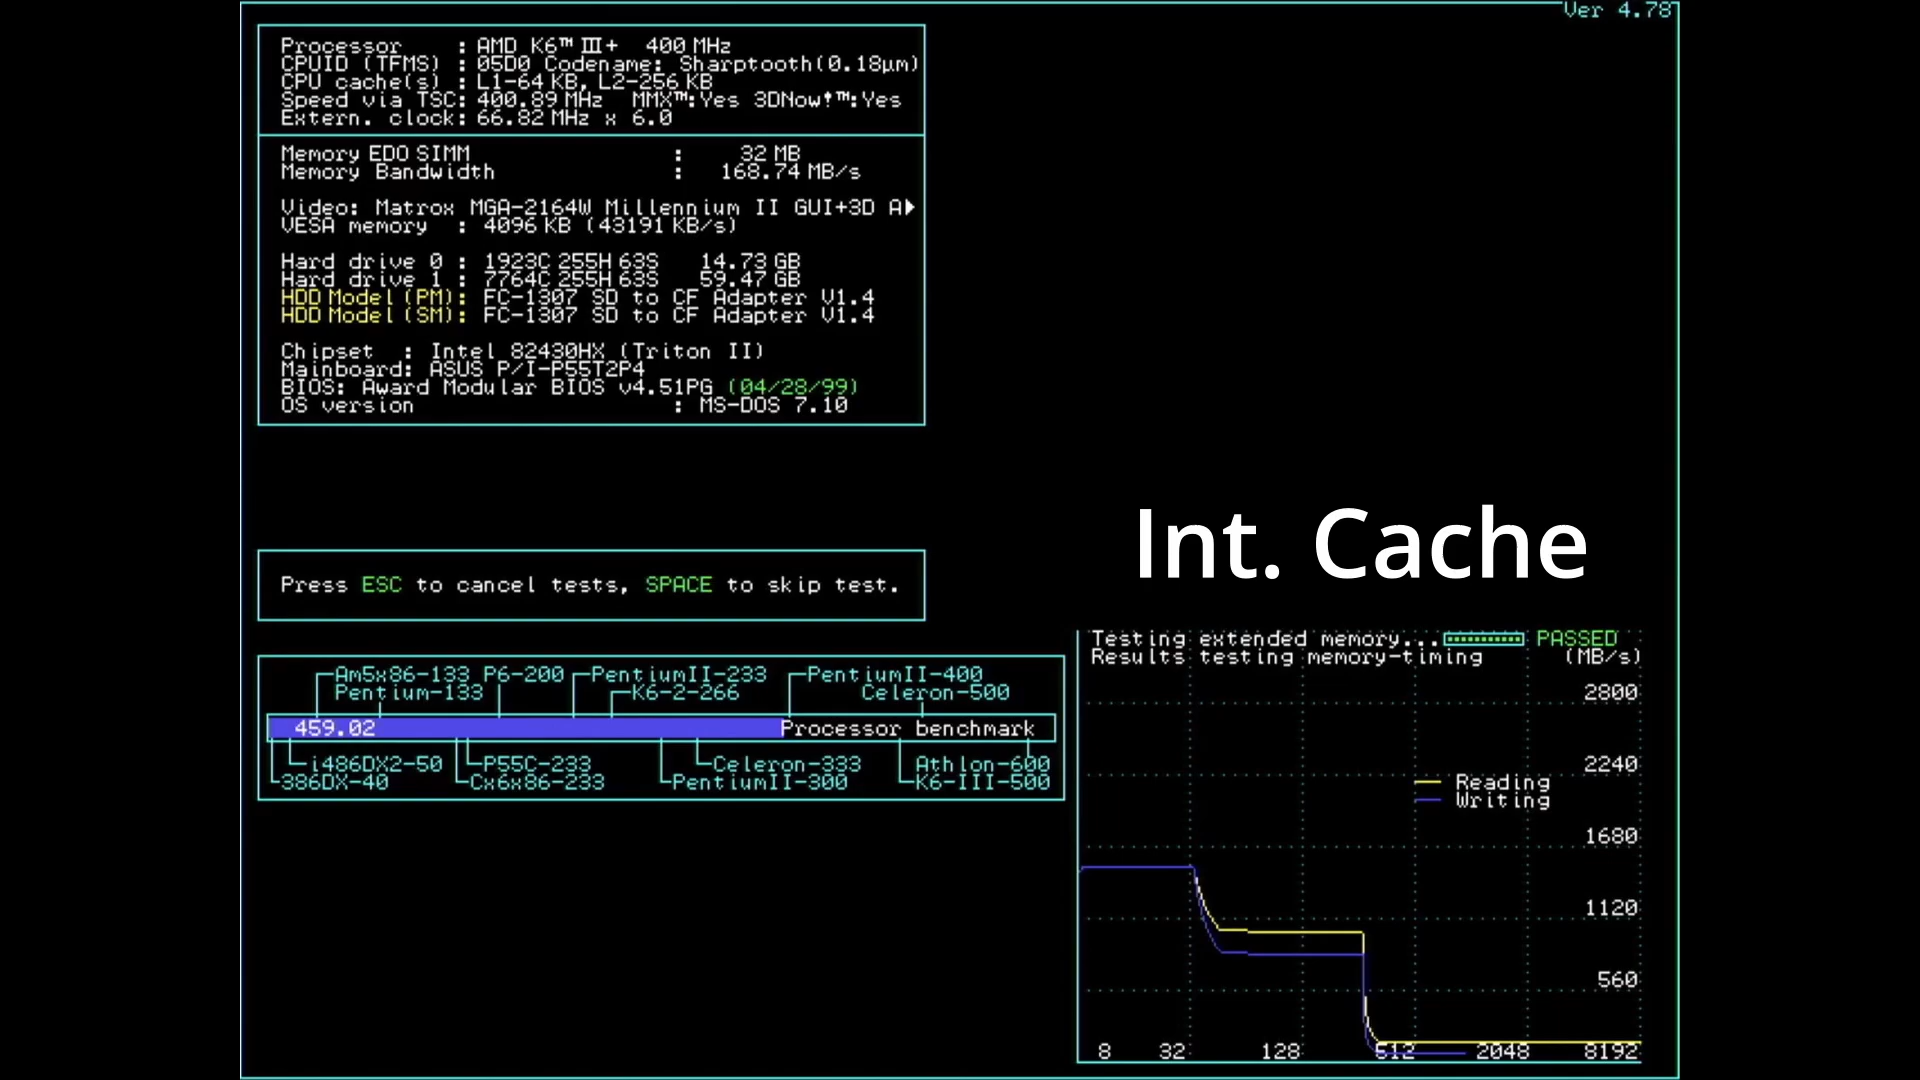 Ver 4.78
Processor : AMD K6™ III+ 400 MHz
CPUID (TFMS) : 05D0 Codename: Sharptooth(0.18µm)
CPU cache(s) : L1-64 KB, L2-256 KB
Speed via TSC: 400.89 MHz MMX™:Yes 3DNow!™:Yes
Extern. clock: 66.82 MHz x 6.0
Memory EDO SIMM : 32 MB
Memory Bandwidth : 168.74 MB/s
Video: Matrox MGA-2164W Millennium II GUI+3D A
VESA memory : 4096 KB (43191 KB/s)
Hard drive 0 : 1923C 255H 63S 14.73 GB
Hard drive 1 : 7764C 255H 63S 59.47 GB
HDD Model (PM): FC-1307 SD to CF Adapter V1.4
HDD Model (SM): FC-1307 SD to CF Adapter V1.4
Chipset : Intel 82430HX (Triton II)
Mainboard: ASUS P/I-P55T2P4
BIOS: Award Modular BIOS v4.51PG (04/28/99)
OS version : MS-DOS 7.10
Int. Cache
Press ESC to cancel tests, SPACE to skip test.
Am5x86-133 P6-200 PentiumII-233 PentiumII-400
Pentium-133 K6-2-266 Celeron-500
459.02 Processor benchmark
i486DX2-50 P55C-233 Celeron-333 Athlon-600
386DX-40 Cx6x86-233 PentiumII-300 K6-III-500
Testing extended memory... PASSED
Results testing memory-timing (MB/s)
2800
2240
Reading
Writing
1680
1120
560
8 32 128 512 2048 8192